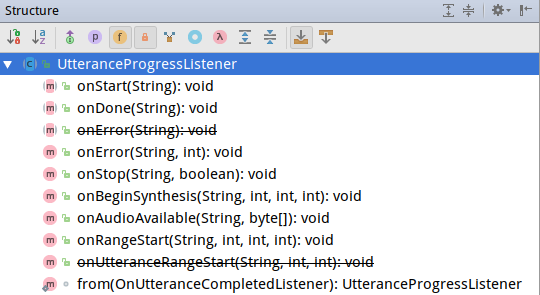 Structure
UtteranceProgressListener
onStart(String): void
onDone(String): void
onError(String): void
onError(String, int): void
onStop(String, boolean): void
onBeginSynthesis(String, int, int, int): void
onAudioAvailable(String, byte[]): void
onRangeStart(String, int, int, int): void
onUtteranceRangeStart(String, int, int): void
from(OnUtteranceCompletedListener): UtteranceProgressListener